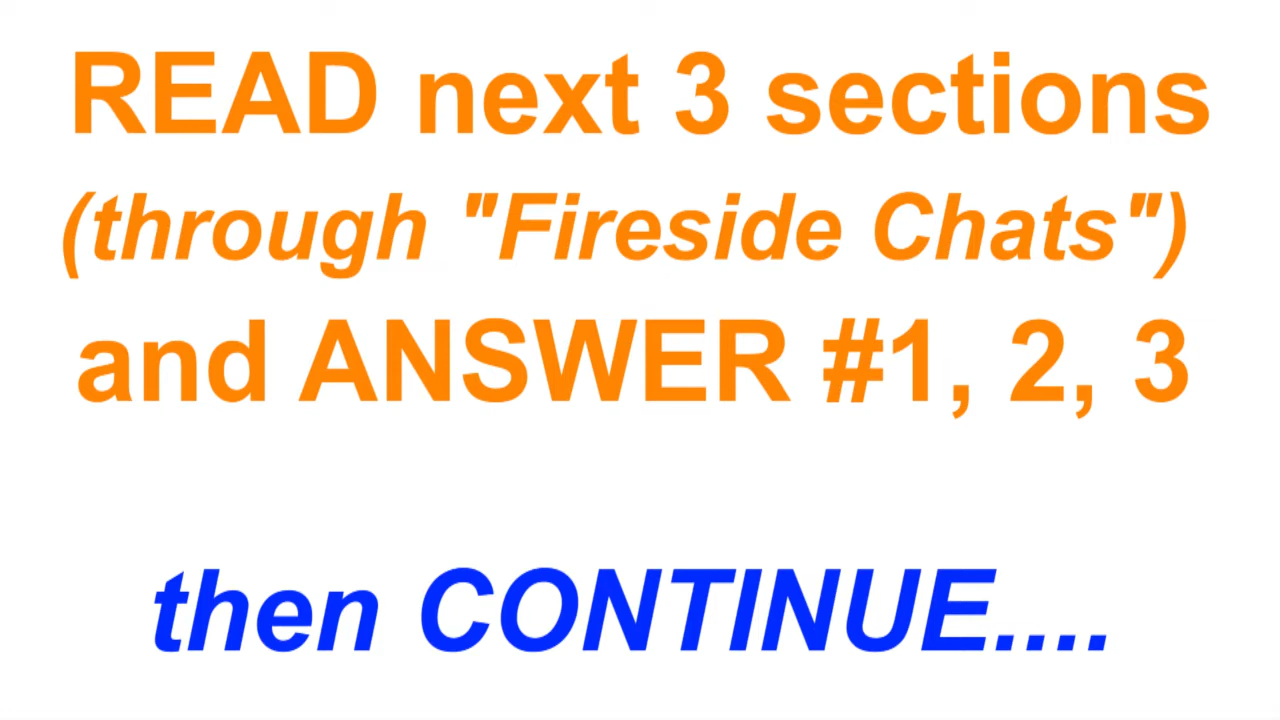 READ next 3 sections
(through "Fireside Chats")
and ANSWER #1, 2, 3
then CONTINUE....